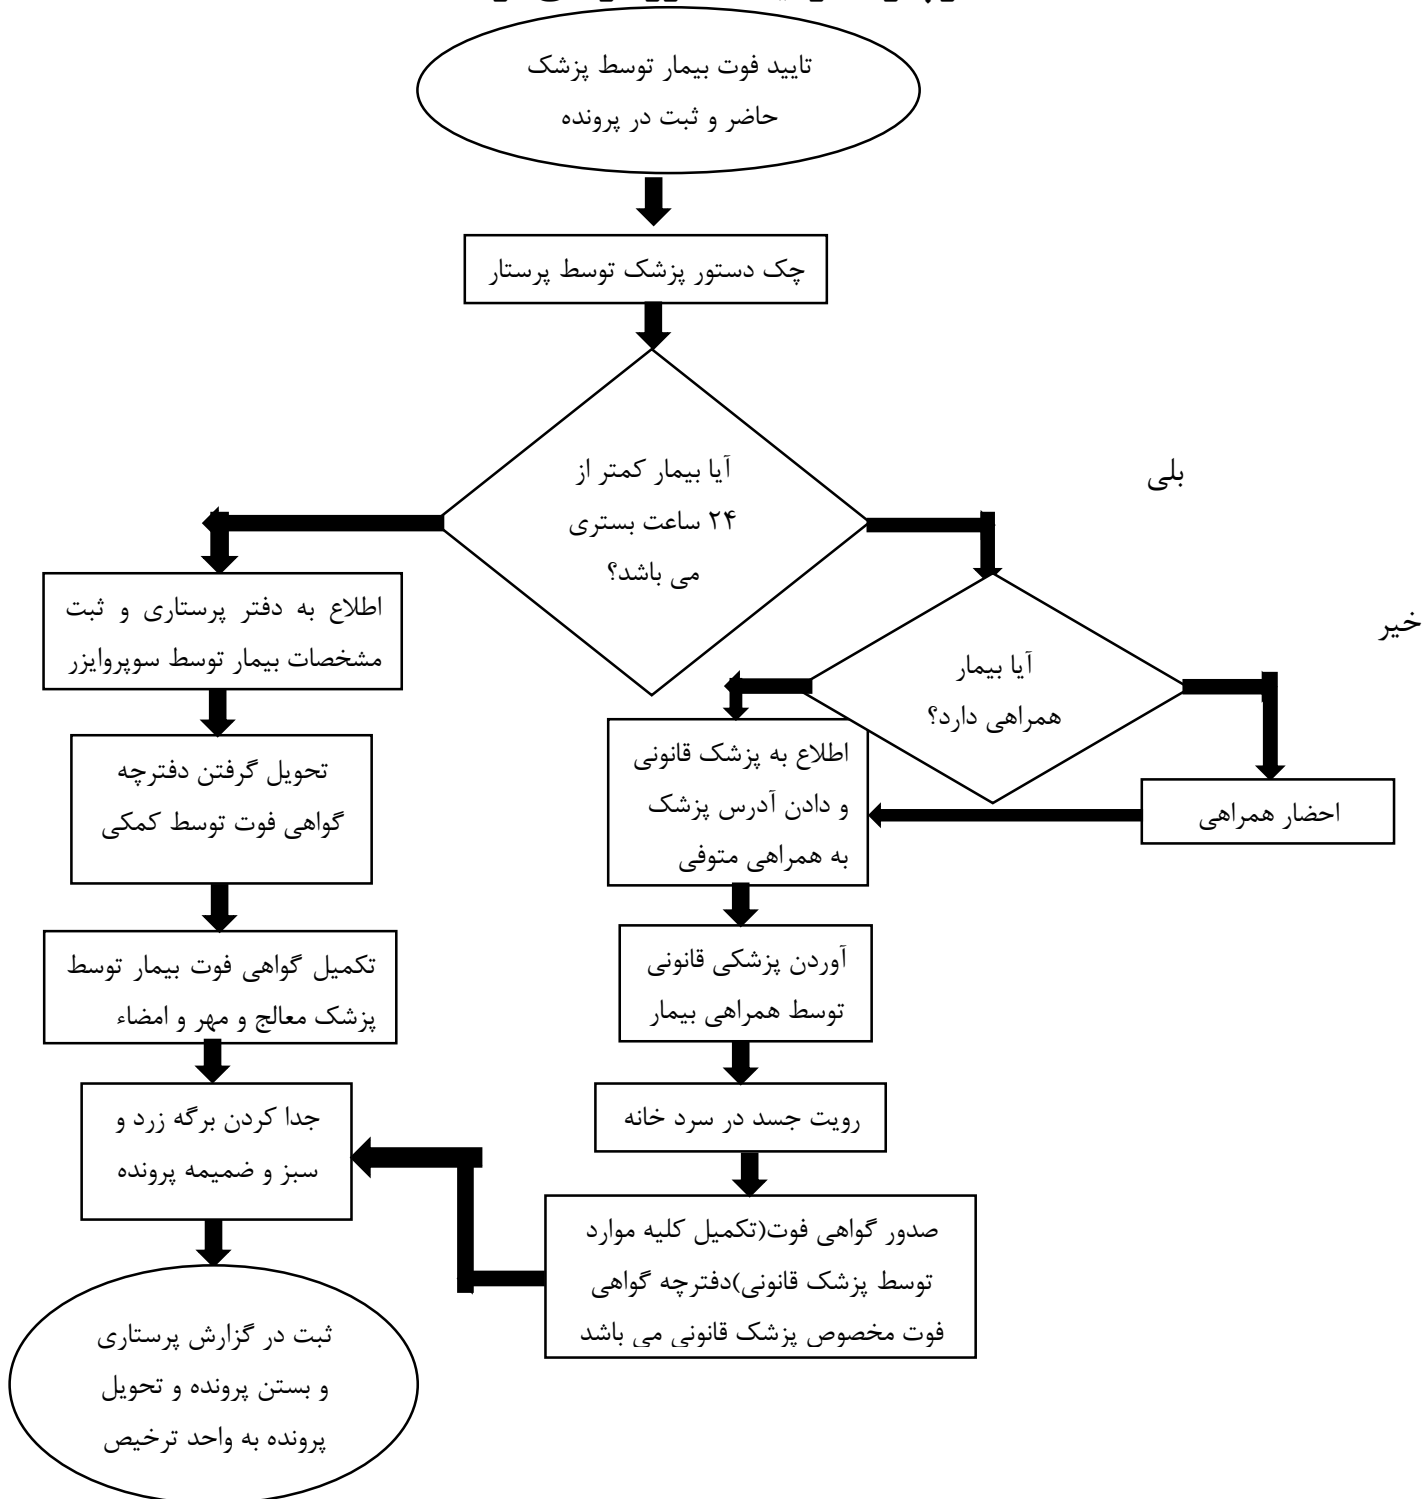 تایید فوت بیمار توسط پزشک
حاضر و ثبت در پرونده
چک دستور پزشک توسط پرستار
آیا بیمار کمتر از
۲۴ ساعت بستری
می باشد؟
بلی
خیر
آیا بیمار
همراهی دارد؟
احضار همراهی
اطلاع به پزشک قانونی
و دادن آدرس پزشک
به همراهی متوفی
آوردن پزشکی قانونی
توسط همراهی بیمار
رویت جسد در سرد خانه
صدور گواهی فوت(تکمیل کلیه موارد
توسط پزشک قانونی)دفترچه گواهی
فوت مخصوص پزشک قانونی می باشد
اطلاع به دفتر پرستاری و ثبت
مشخصات بیمار توسط سوپروایزر
تحویل گرفتن دفترچه
گواهی فوت توسط کمکی
تکمیل گواهی فوت بیمار توسط
پزشک معالج و مهر و امضاء
جدا کردن برگه زرد و
سبز و ضمیمه پرونده
ثبت در گزارش پرستاری
و بستن پرونده و تحویل
پرونده به واحد ترخیص